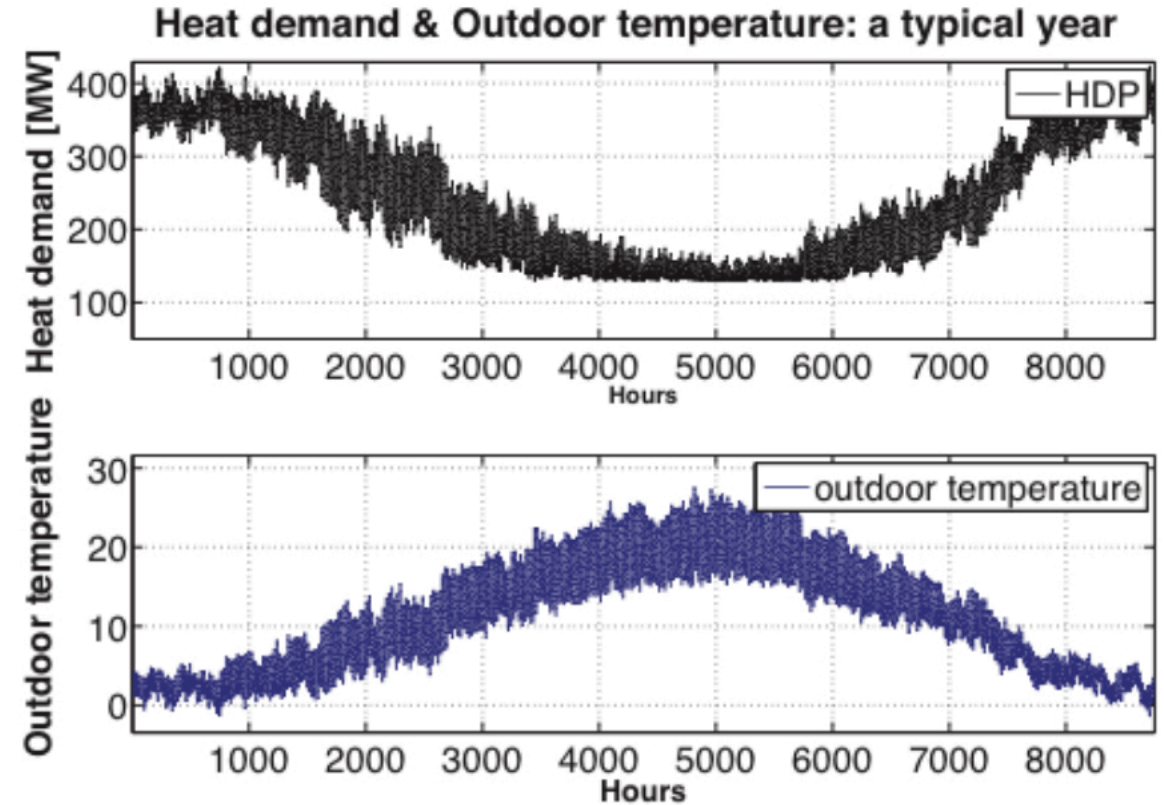 Heat demand & Outdoor temperature: a typical year
Heat demand [MW]
400
300
200
100
HDP
1000 2000 3000 4000 5000 6000 7000 8000
Hours
Outdoor temperature
30
20
10
0
outdoor temperature
1000 2000 3000 4000 5000 6000 7000 8000
Hours